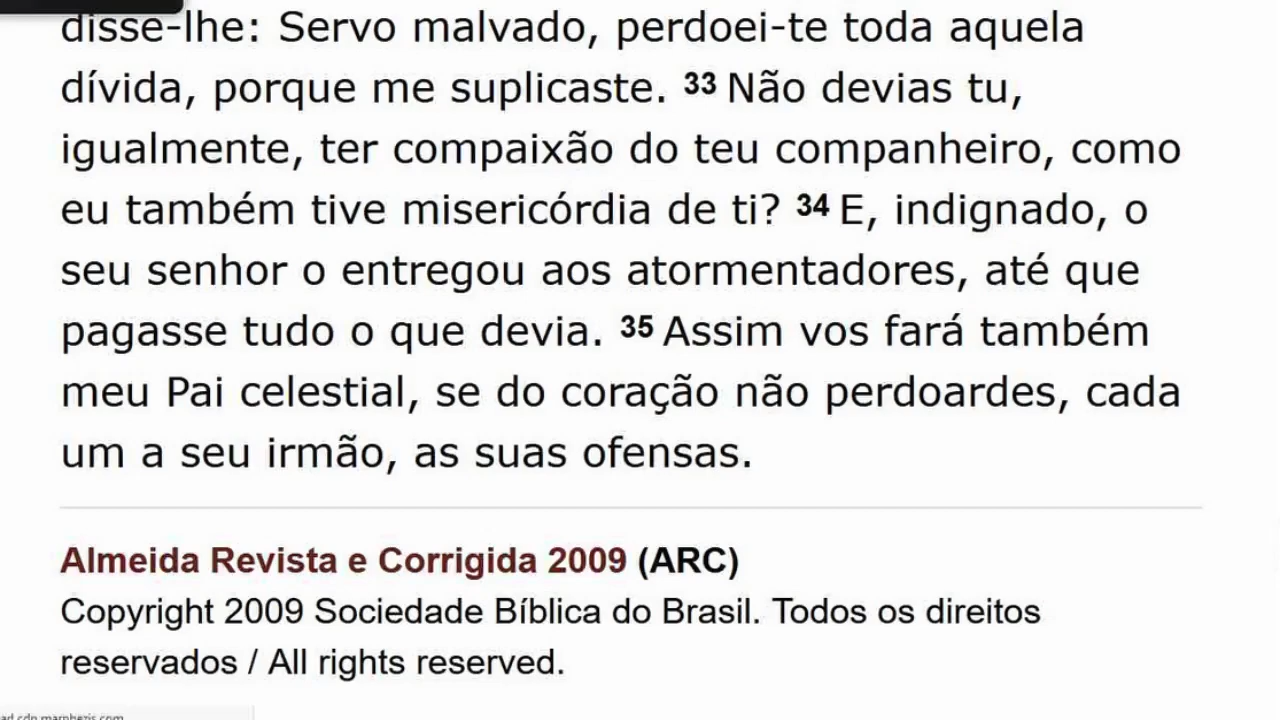 disse-lhe: Servo malvado, perdoei-te toda aquela
dívida, porque me suplicaste. 33 Não devias tu,
igualmente, ter compaixão do teu companheiro, como
eu também tive misericórdia de ti? 34 E, indignado, o
seu senhor o entregou aos atormentadores, até que
pagasse tudo o que devia. 35 Assim vos fará também
meu Pai celestial, se do coração não perdoardes, cada
um a seu irmão, as suas ofensas.
Almeida Revista e Corrigida 2009 (ARC)
Copyright 2009 Sociedade Bíblica do Brasil. Todos os direitos
reservados / All rights reserved.